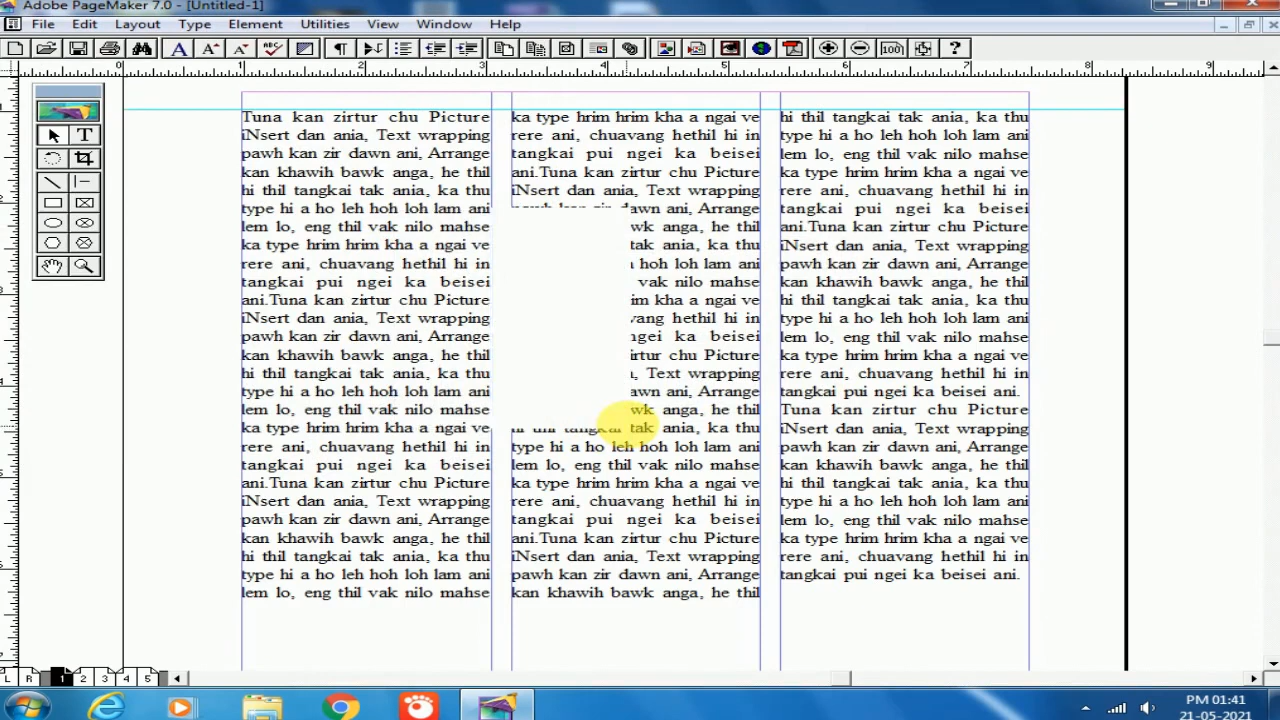 Adobe PageMaker 7.0 - [Untitled-1]
File Edit Layout Type Element Utilities View Window Help
0 1 2 3 4 5 6 7 8 9
Tuna kan zirtur chu Picture
iNsert dan ania, Text wrapping
pawh kan zir dawn ani, Arrange
kan khawih bawk anga, he thil
hi thil tangkai tak ania, ka thu
type hi a ho leh hoh loh lam ani
lem lo, eng thil vak nilo mahse
ka type hrim hrim kha a ngai ve
rere ani, chuavang hethil hi in
tangkai pui ngei ka beisei
ani.Tuna kan zirtur chu Picture
iNsert dan ania, Text wrapping
pawh kan zir dawn ani, Arrange
kan khawih bawk anga, he thil
hi thil tangkai tak ania, ka thu
type hi a ho leh hoh loh lam ani
lem lo, eng thil vak nilo mahse
ka type hrim hrim kha a ngai ve
rere ani, chuavang hethil hi in
tangkai pui ngei ka beisei
ani.Tuna kan zirtur chu Picture
iNsert dan ania, Text wrapping
pawh kan zir dawn ani, Arrange
kan khawih bawk anga, he thil
hi thil tangkai tak ania, ka thu
type hi a ho leh hoh loh lam ani
lem lo, eng thil vak nilo mahse
ka type hrim hrim kha a ngai ve
rere ani, chuavang hethil hi in
tangkai pui ngei ka beisei
ani.Tuna kan zirtur chu Picture
iNsert dan ania, Text wrapping
dawn ani, Arrange
anga, he thil
tak ania, ka thu
hoh loh lam ani
vak nilo mahse
kha a ngai ve
hethil hi in
ka beisei
chu Picture
Text wrapping
ani, Arrange
anga, he thil
tak ania, ka thu
type hi a ho leh hoh loh lam ani
lem lo, eng thil vak nilo mahse
ka type hrim hrim kha a ngai ve
rere ani, chuavang hethil hi in
tangkai pui ngei ka beisei
ani.Tuna kan zirtur chu Picture
iNsert dan ania, Text wrapping
pawh kan zir dawn ani, Arrange
kan khawih bawk anga, he thil
hi thil tangkai tak ania, ka thu
type hi a ho leh hoh loh lam ani
lem lo, eng thil vak nilo mahse
ka type hrim hrim kha a ngai ve
rere ani, chuavang hethil hi in
tangkai pui ngei ka beisei
ani.Tuna kan zirtur chu Picture
iNsert dan ania, Text wrapping
pawh kan zir dawn ani, Arrange
kan khawih bawk anga, he thil
hi thil tangkai tak ania, ka thu
type hi a ho leh hoh loh lam ani
lem lo, eng thil vak nilo mahse
ka type hrim hrim kha a ngai ve
rere ani, chuavang hethil hi in
tangkai pui ngei ka beisei ani.
Tuna kan zirtur chu Picture
iNsert dan ania, Text wrapping
pawh kan zir dawn ani, Arrange
kan khawih bawk anga, he thil
hi thil tangkai tak ania, ka thu
type hi a ho leh hoh loh lam ani
lem lo, eng thil vak nilo mahse
ka type hrim hrim kha a ngai ve
rere ani, chuavang hethil hi in
tangkai pui ngei ka beisei ani.
L R 1 2 3 4 5
PM 01:41
21-05-2021